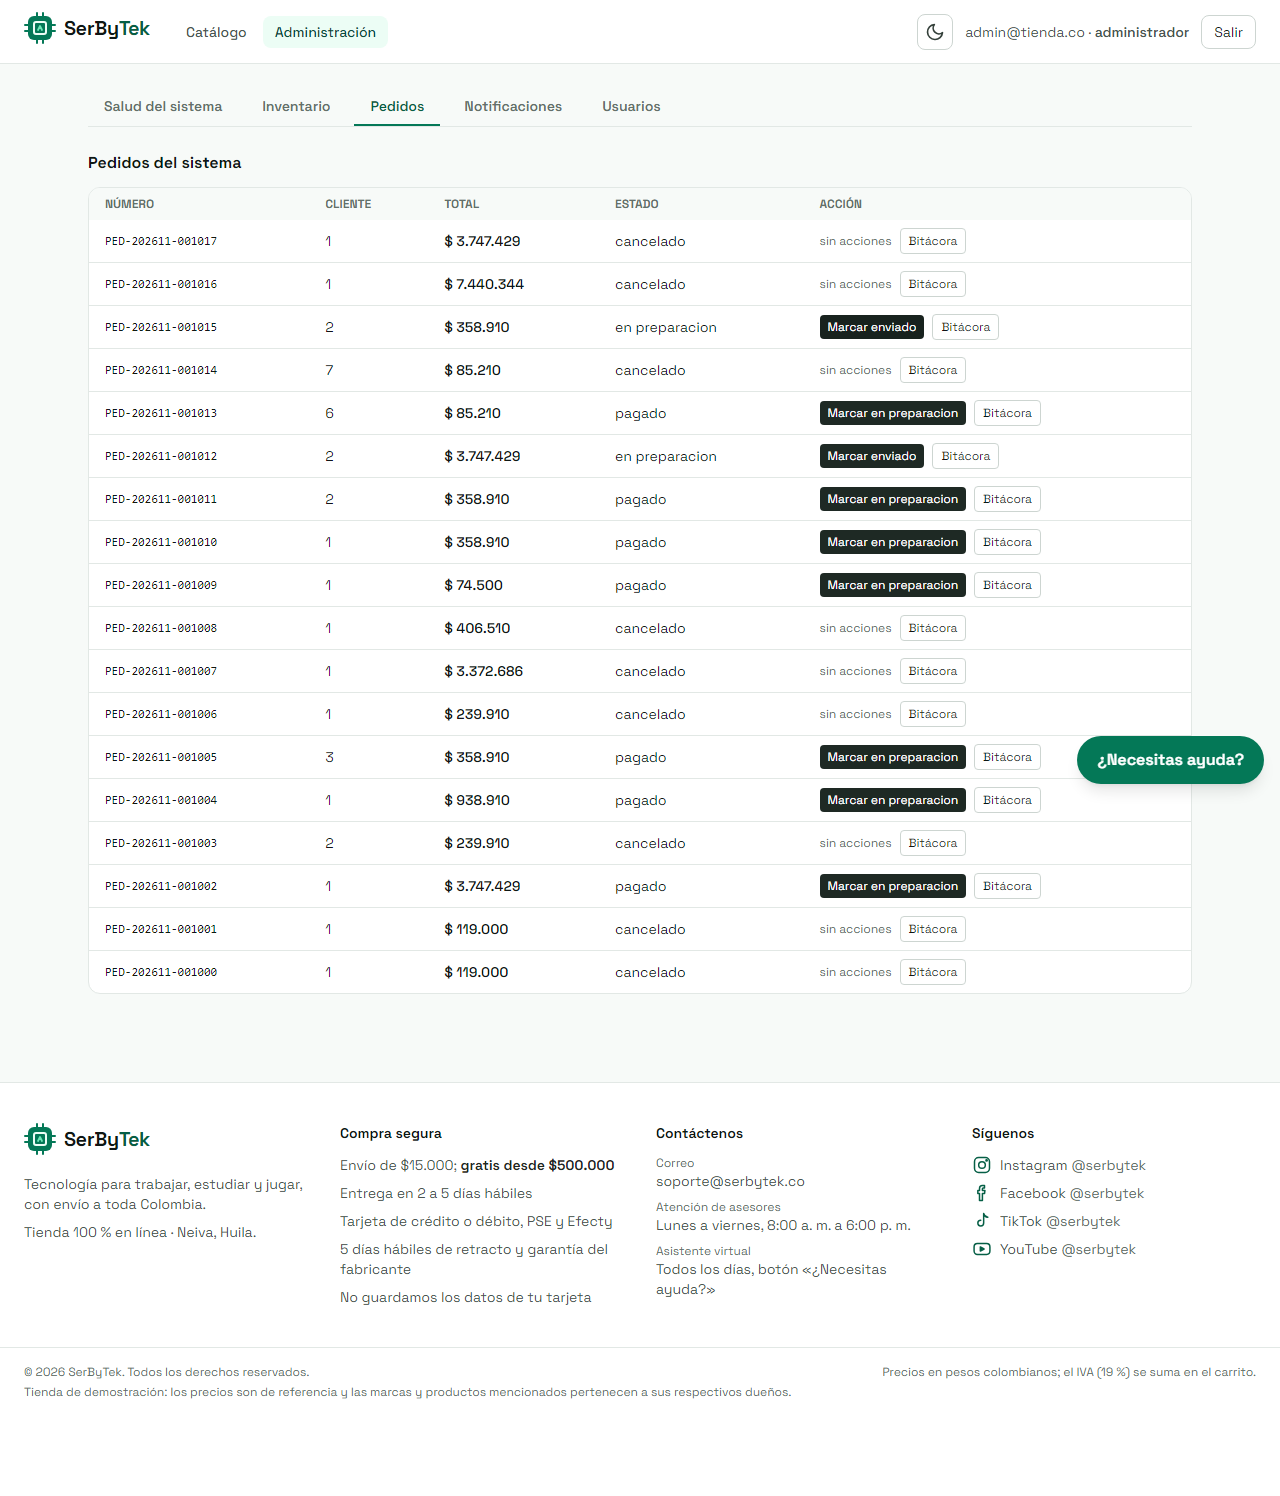 SerByTek
Catálogo
Administración
admin@tienda.co · administrador
Salir
Salud del sistema
Inventario
Pedidos
Notificaciones
Usuarios
Pedidos del sistema
NÚMERO CLIENTE TOTAL ESTADO ACCIÓN
PED-202611-001017 1 $ 3.747.429 cancelado sin acciones Bitácora
PED-202611-001016 1 $ 7.440.344 cancelado sin acciones Bitácora
PED-202611-001015 2 $ 358.910 en preparacion Marcar enviado Bitácora
PED-202611-001014 7 $ 85.210 cancelado sin acciones Bitácora
PED-202611-001013 6 $ 85.210 pagado Marcar en preparacion Bitácora
PED-202611-001012 2 $ 3.747.429 en preparacion Marcar enviado Bitácora
PED-202611-001011 2 $ 358.910 pagado Marcar en preparacion Bitácora
PED-202611-001010 1 $ 358.910 pagado Marcar en preparacion Bitácora
PED-202611-001009 1 $ 74.500 pagado Marcar en preparacion Bitácora
PED-202611-001008 1 $ 406.510 cancelado sin acciones Bitácora
PED-202611-001007 1 $ 3.372.686 cancelado sin acciones Bitácora
PED-202611-001006 1 $ 239.910 cancelado sin acciones Bitácora
PED-202611-001005 3 $ 358.910 pagado Marcar en preparacion Bitácora
¿Necesitas ayuda?
PED-202611-001004 1 $ 938.910 pagado Marcar en preparacion Bitácora
PED-202611-001003 2 $ 239.910 cancelado sin acciones Bitácora
PED-202611-001002 1 $ 3.747.429 pagado Marcar en preparacion Bitácora
PED-202611-001001 1 $ 119.000 cancelado sin acciones Bitácora
PED-202611-001000 1 $ 119.000 cancelado sin acciones Bitácora
SerByTek
Tecnología para trabajar, estudiar y jugar,
con envío a toda Colombia.
Tienda 100 % en línea · Neiva, Huila.
Compra segura
Envío de $15.000; gratis desde $500.000
Entrega en 2 a 5 días hábiles
Tarjeta de crédito o débito, PSE y Efecty
5 días hábiles de retracto y garantía del
fabricante
No guardamos los datos de tu tarjeta
Contáctenos
Correo
soporte@serbytek.co
Atención de asesores
Lunes a viernes, 8:00 a. m. a 6:00 p. m.
Asistente virtual
Todos los días, botón «¿Necesitas
ayuda?»
Síguenos
Instagram @serbytek
Facebook @serbytek
TikTok @serbytek
YouTube @serbytek
© 2026 SerByTek. Todos los derechos reservados.
Tienda de demostración: los precios son de referencia y las marcas y productos mencionados pertenecen a sus respectivos dueños.
Precios en pesos colombianos; el IVA (19 %) se suma en el carrito.